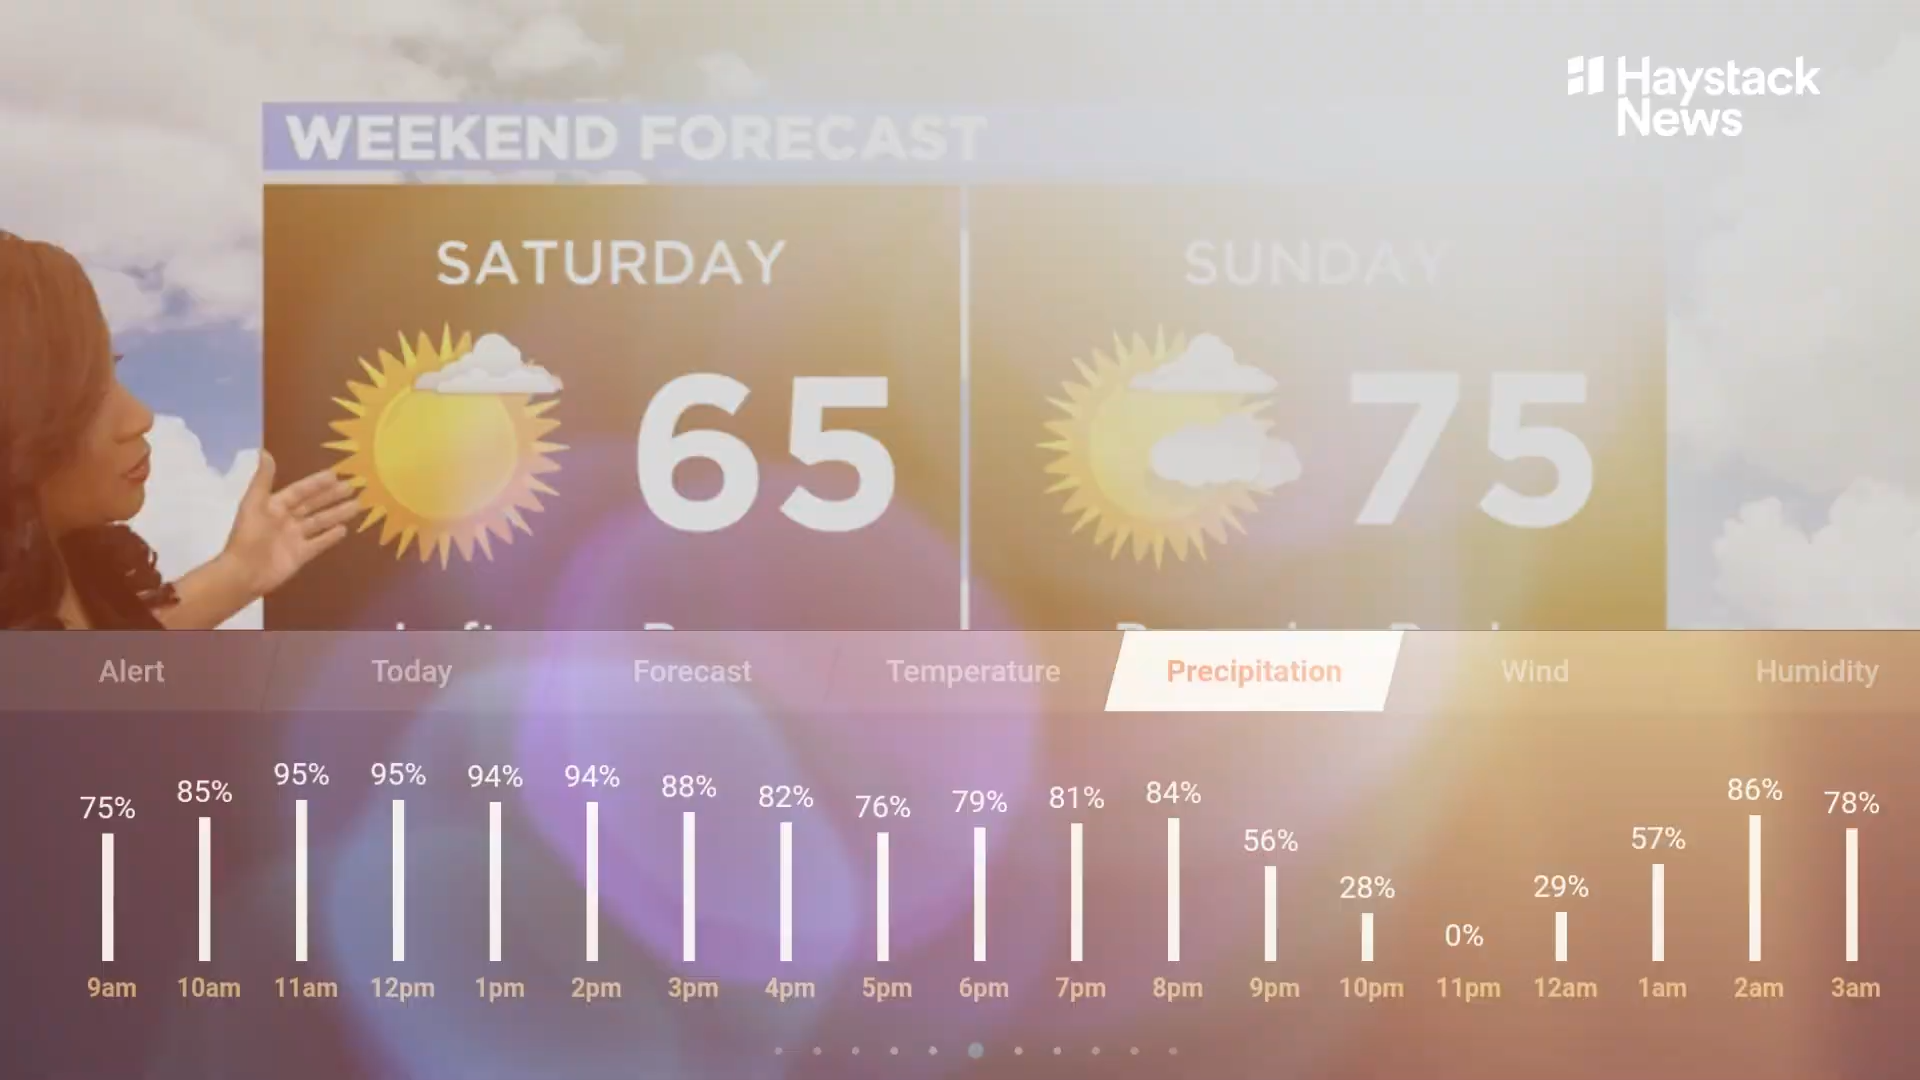 Haystack
News
WEEKEND FORECAST
SATURDAY
SUNDAY
65
75
Alert
Today
Forecast
Temperature
Precipitation
Wind
Humidity
75%
85%
95%
95%
94%
94%
88%
82%
76%
79%
81%
84%
56%
28%
0%
29%
57%
86%
78%
9am
10am
11am
12pm
1pm
2pm
3pm
4pm
5pm
6pm
7pm
8pm
9pm
10pm
11pm
12am
1am
2am
3am